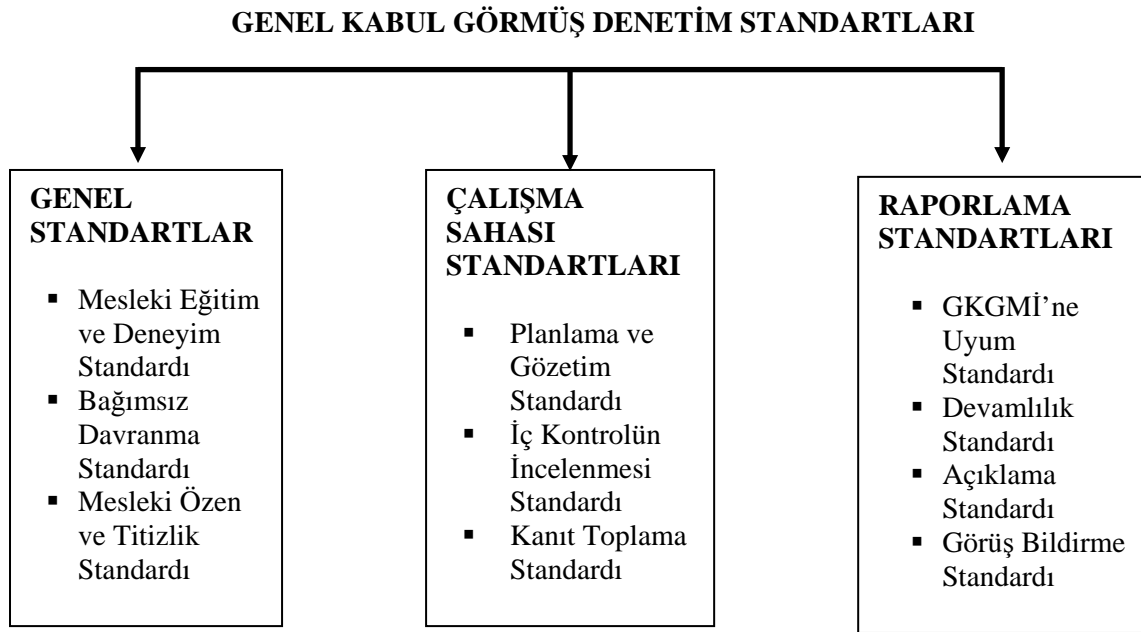 GENEL KABUL GÖRMÜŞ DENETİM STANDARTLARI
GENEL
STANDARTLAR
▪ Mesleki Eğitim
ve Deneyim
Standardı
▪ Bağımsız
Davranma
Standardı
▪ Mesleki Özen
ve Titizlik
Standardı
ÇALIŞMA
SAHASI
STANDARTLARI
▪ Planlama ve
Gözetim
Standardı
▪ İç Kontrolün
İncelenmesi
Standardı
▪ Kanıt Toplama
Standardı
RAPORLAMA
STANDARTLARI
▪ GKGMİ’ne
Uyum
Standardı
▪ Devamlılık
Standardı
▪ Açıklama
Standardı
▪ Görüş Bildirme
Standardı